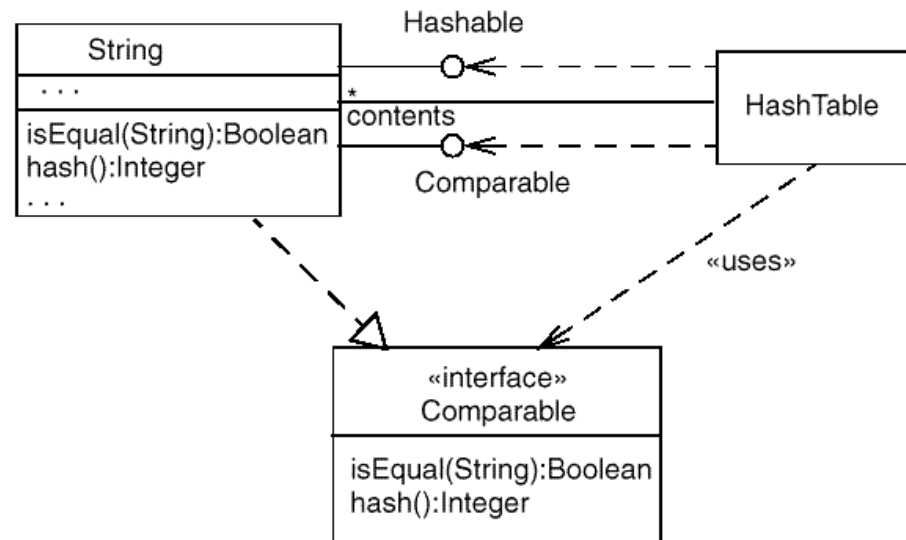 Hashable
String
. . .
*
contents
HashTable
isEqual(String):Boolean
hash():Integer
. . .
Comparable
«uses»
«interface»
Comparable
isEqual(String):Boolean
hash():Integer